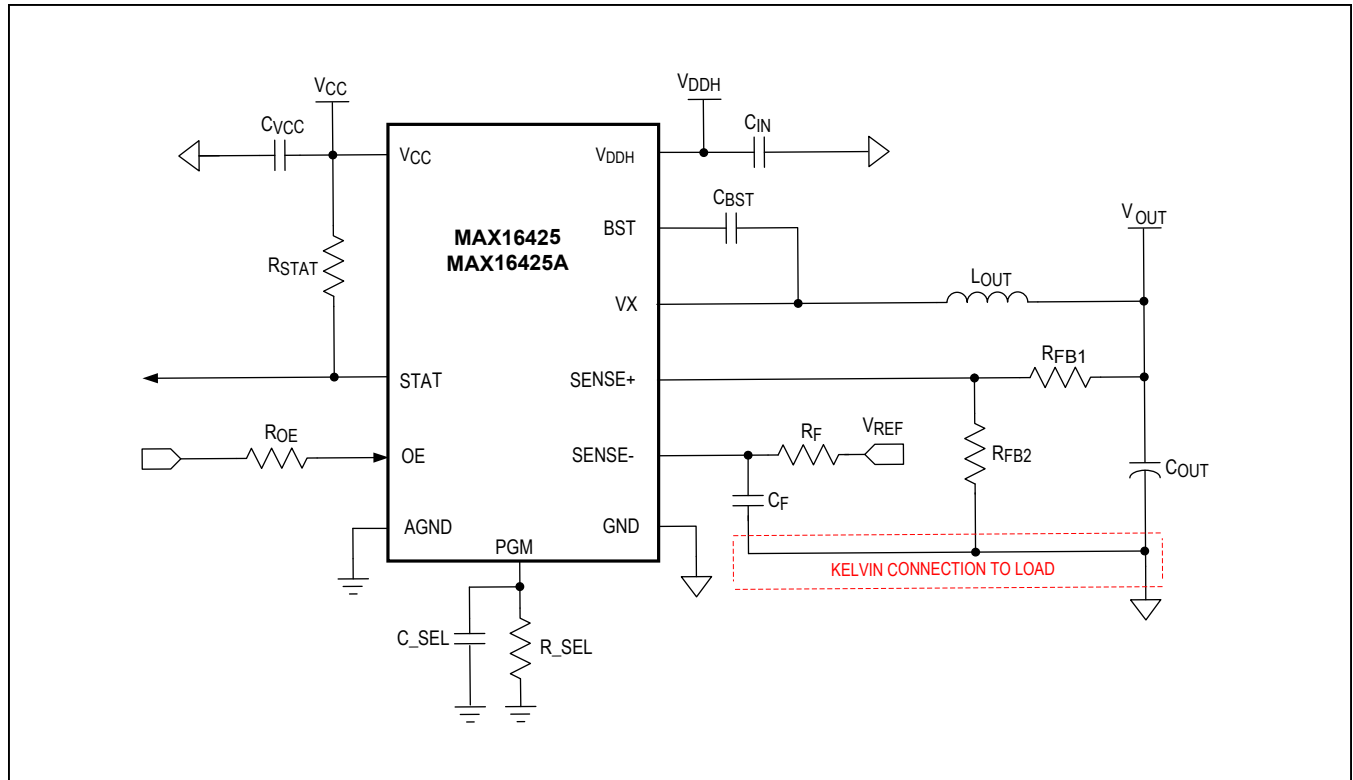 VCC
VDDH
CVCC
CIN
VCC
VDDH
CBST
BST
VOUT
MAX16425
MAX16425A
RSTAT
LOUT
VX
RFB1
STAT
SENSE+
ROE
RF
VREF
OE
SENSE-
RFB2
COUT
CF
AGND
GND
PGM
KELVIN CONNECTION TO LOAD
C_SEL
R_SEL